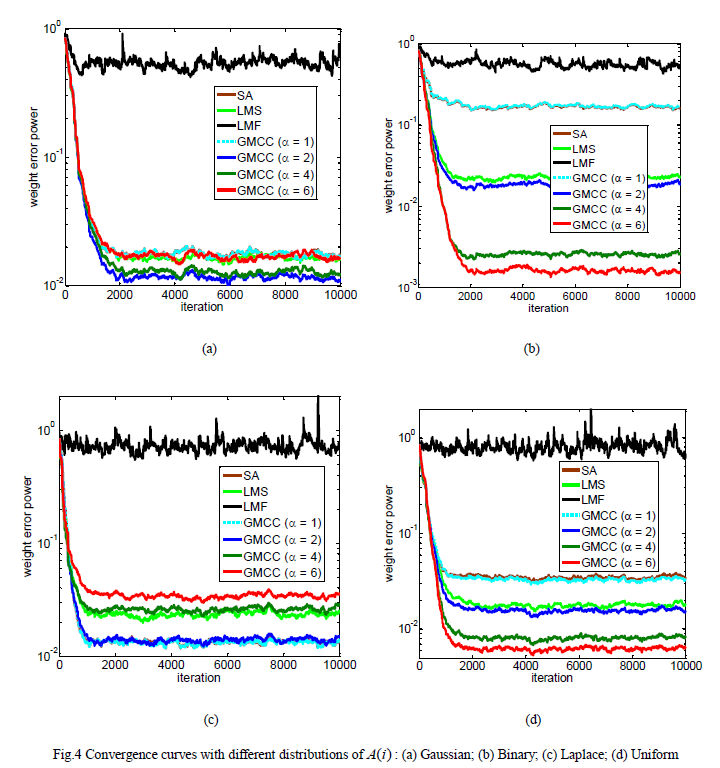 10^0
10^-1
10^-2
weight error power
0 2000 4000 6000 8000 10000
iteration
SA
LMS
LMF
GMCC (α = 1)
GMCC (α = 2)
GMCC (α = 4)
GMCC (α = 6)
(a)
10^0
10^-1
10^-2
10^-3
weight error power
0 2000 4000 6000 8000 10000
iteration
SA
LMS
LMF
GMCC (α = 1)
GMCC (α = 2)
GMCC (α = 4)
GMCC (α = 6)
(b)
10^0
10^-1
10^-2
weight error power
0 2000 4000 6000 8000 10000
iteration
SA
LMS
LMF
GMCC (α = 1)
GMCC (α = 2)
GMCC (α = 4)
GMCC (α = 6)
(c)
10^0
10^-1
10^-2
weight error power
0 2000 4000 6000 8000 10000
iteration
SA
LMS
LMF
GMCC (α = 1)
GMCC (α = 2)
GMCC (α = 4)
GMCC (α = 6)
(d)
Fig.4 Convergence curves with different distributions of A(i) : (a) Gaussian; (b) Binary; (c) Laplace; (d) Uniform